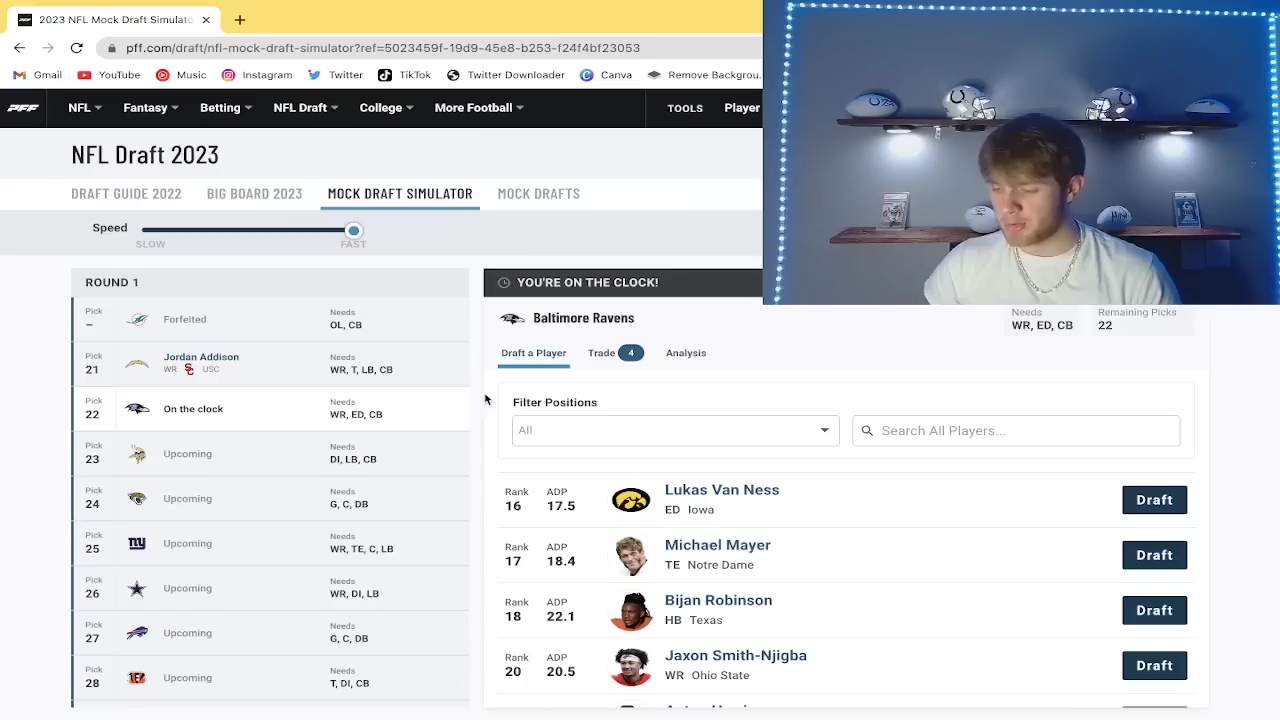 2023 NFL Mock Draft Simulato
pff.com/draft/nfl-mock-draft-simulator?ref=5023459f-19d9-45e8-b253-f24f4bf23053
Gmail YouTube Music Instagram Twitter TikTok Twitter Downloader Canva Remove Backgrou...
PFF NFL Fantasy Betting NFL Draft College More Football TOOLS Player
NFL Draft 2023
DRAFT GUIDE 2022 BIG BOARD 2023 MOCK DRAFT SIMULATOR MOCK DRAFTS
Speed
SLOW FAST
ROUND 1
Pick – Forfeited Needs OL, CB
Pick 21 Jordan Addison WR USC Needs WR, T, LB, CB
Pick 22 On the clock Needs WR, ED, CB
Pick 23 Upcoming Needs DI, LB, CB
Pick 24 Upcoming Needs G, C, DB
Pick 25 Upcoming Needs WR, TE, C, LB
Pick 26 Upcoming Needs WR, DI, LB
Pick 27 Upcoming Needs G, C, DB
Pick 28 Upcoming Needs T, DI, CB
YOU'RE ON THE CLOCK!
Baltimore Ravens
Needs WR, ED, CB
Remaining Picks 22
Draft a Player Trade 4 Analysis
Filter Positions
All
Search All Players...
Rank 16 ADP 17.5 Lukas Van Ness ED Iowa Draft
Rank 17 ADP 18.4 Michael Mayer TE Notre Dame Draft
Rank 18 ADP 22.1 Bijan Robinson HB Texas Draft
Rank 20 ADP 20.5 Jaxon Smith-Njigba WR Ohio State Draft